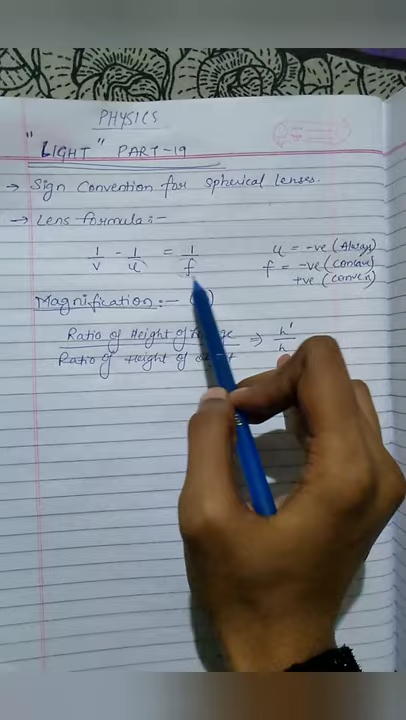 PHYSICS
"LIGHT" PART-19
→ Sign Convention for spherical lenses.
→ Lens formula:-
1/v - 1/u = 1/f
u = -ve (Always)
f = -ve (Concave)
+ve (Convex)
Magnification:-
Ratio of Height of
Ratio of Height of
⇒ h'/h